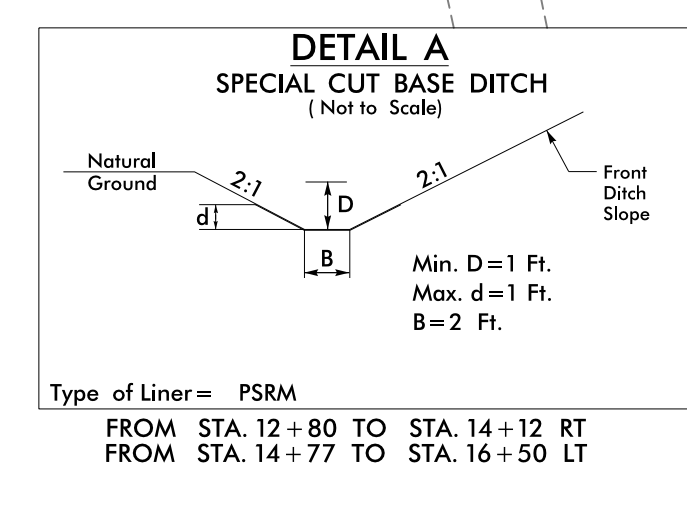 DETAIL A
SPECIAL CUT BASE DITCH
( Not to Scale)
Natural
Ground
2:1
2:1
Front
Ditch
Slope
d
D
B
Min. D=1 Ft.
Max. d=1 Ft.
B=2 Ft.
Type of Liner= PSRM
FROM STA. 12+80 TO STA. 14+12 RT
FROM STA. 14+77 TO STA. 16+50 LT